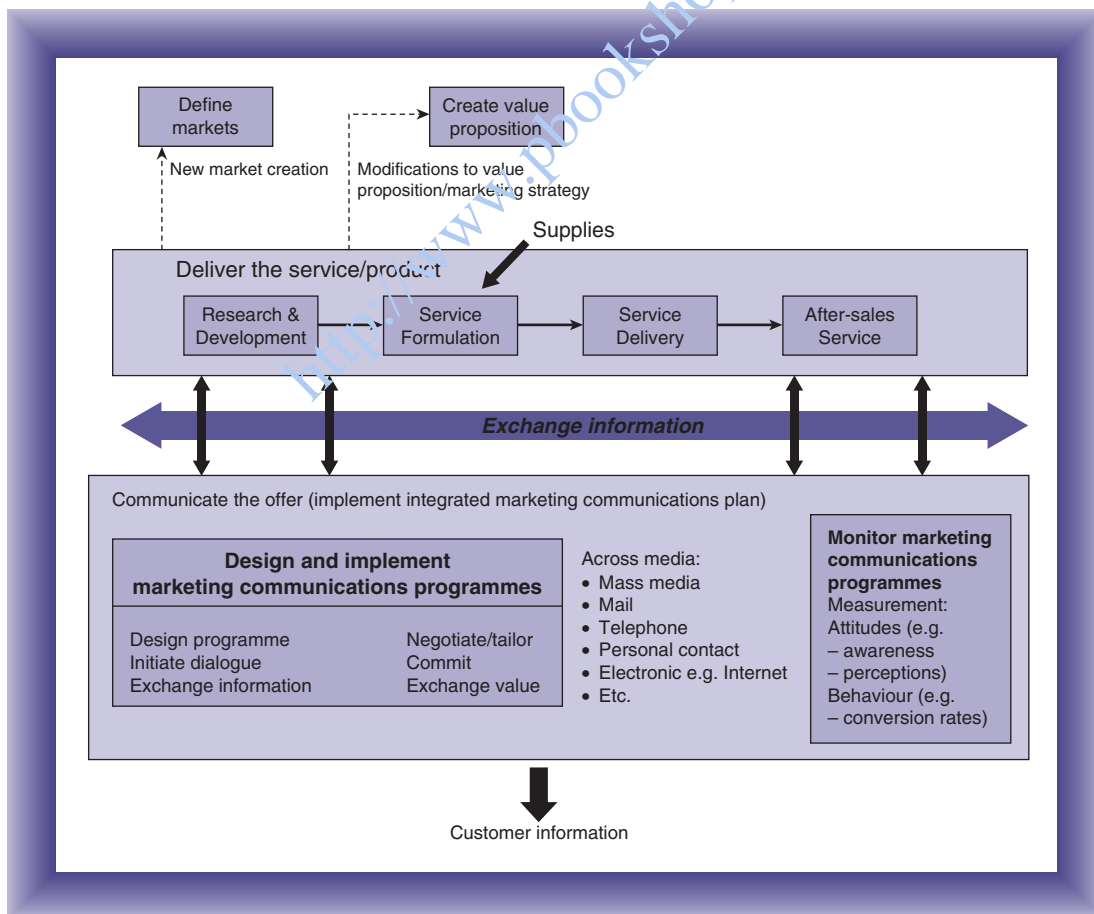 Define
markets
Create value
proposition
New market creation
Modifications to value
proposition/marketing strategy
Supplies
Deliver the service/product
Research &
Development
Service
Formulation
Service
Delivery
After-sales
Service
Exchange information
Communicate the offer (implement integrated marketing communications plan)
Design and implement
marketing communications programmes
Design programme
Initiate dialogue
Exchange information
Negotiate/tailor
Commit
Exchange value
Across media:
• Mass media
• Mail
• Telephone
• Personal contact
• Electronic e.g. Internet
• Etc.
Monitor marketing
communications
programmes
Measurement:
Attitudes (e.g.
– awareness
– perceptions)
Behaviour (e.g.
– conversion rates)
Customer information
http://www.pbookshop